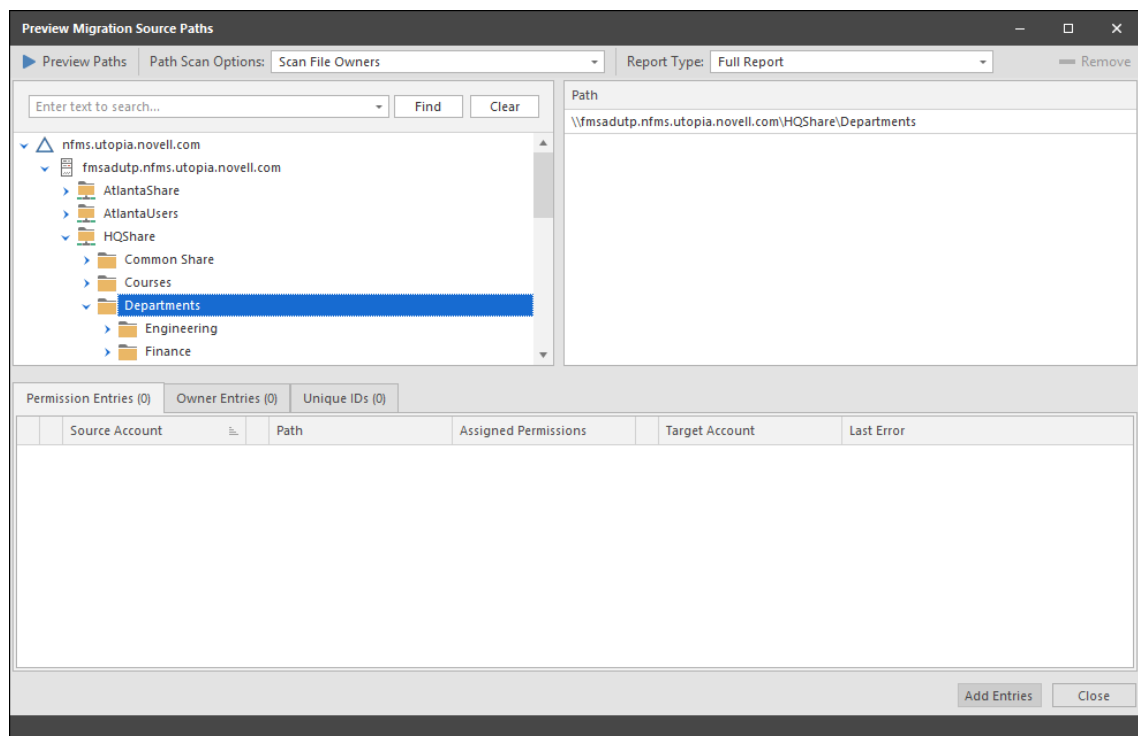 Preview Migration Source Paths
Preview Paths Path Scan Options: Scan File Owners Report Type: Full Report Remove
Enter text to search... Find Clear
Path
\\fmsadutp.nfms.utopia.novell.com\HQShare\Departments
nfms.utopia.novell.com
fmsadutp.nfms.utopia.novell.com
AtlantaShare
AtlantaUsers
HQShare
Common Share
Courses
Departments
Engineering
Finance
Permission Entries (0) Owner Entries (0) Unique IDs (0)
Source Account Path Assigned Permissions Target Account Last Error
Add Entries Close